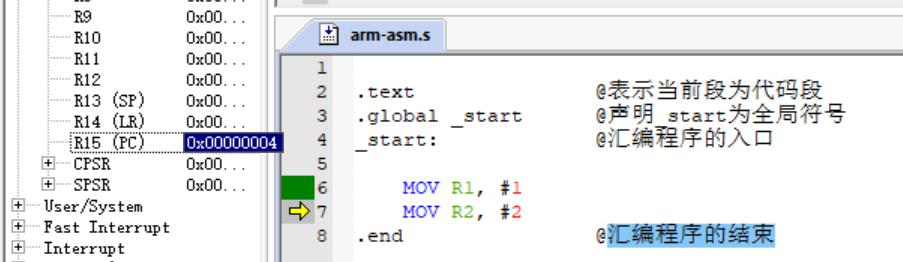 R9 0x00...
R10 0x00...
R11 0x00...
R12 0x00...
R13 (SP) 0x00...
R14 (LR) 0x00...
R15 (PC) 0x00000004
CPSR 0x00...
SPSR 0x00...
User/System
Fast Interrupt
Interrupt
arm-asm.s
1
2 .text @表示当前段为代码段
3 .global _start @声明_start为全局符号
4 _start: @汇编程序的入口
5
6 MOV R1, #1
7 MOV R2, #2
8 .end @汇编程序的结束